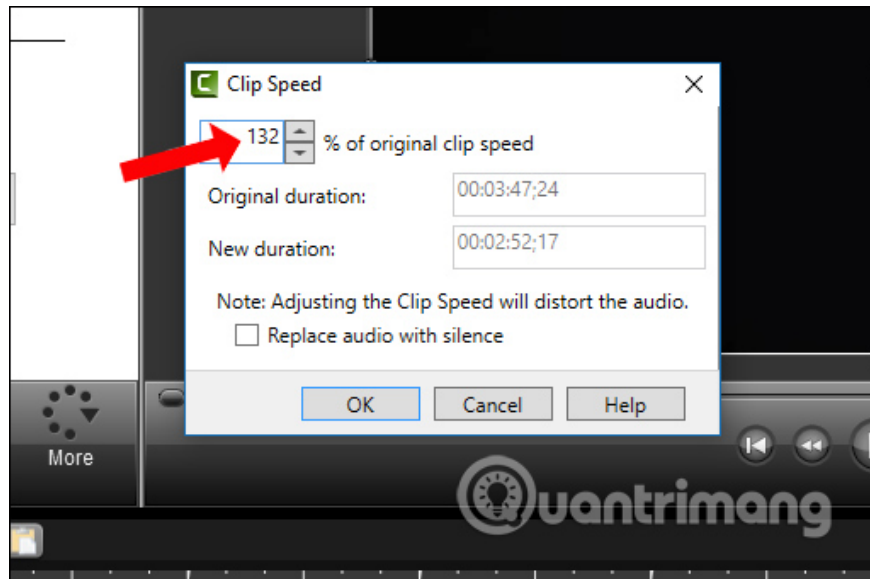 Clip Speed
132 % of original clip speed
Original duration: 00:03:47;24
New duration: 00:02:52;17
Note: Adjusting the Clip Speed will distort the audio.
Replace audio with silence
OK Cancel Help
More
Quantrimang